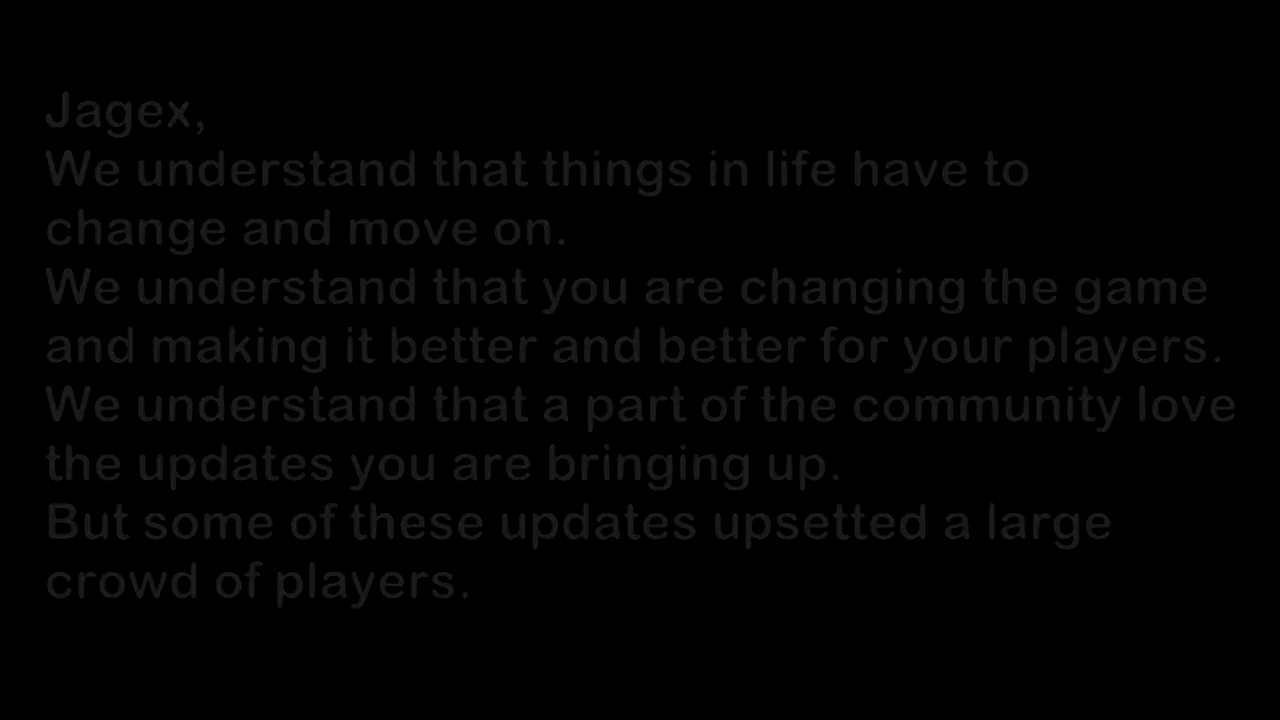 Jagex,
We understand that things in life have to
change and move on.
We understand that you are changing the game
and making it better and better for your players.
We understand that a part of the community love
the updates you are bringing up.
But some of these updates upsetted a large
crowd of players.